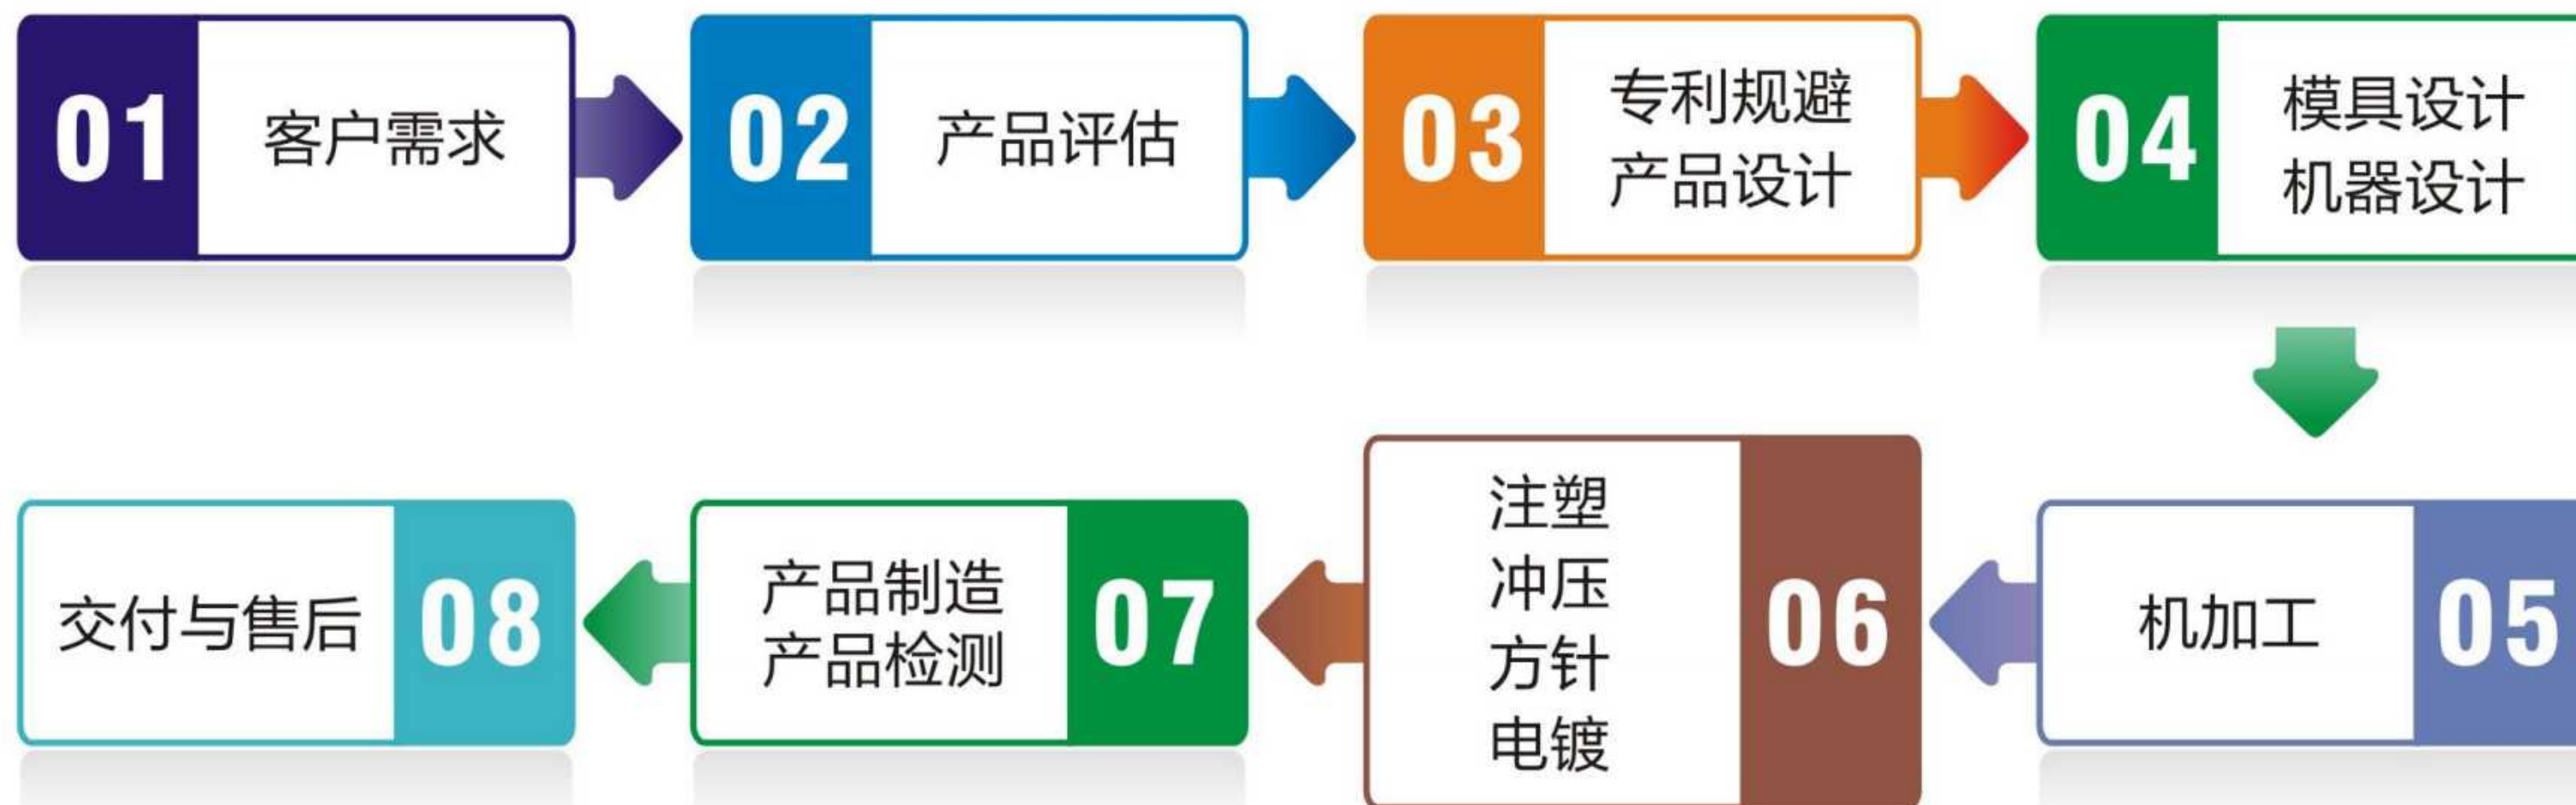 01
客户需求
02
产品评估
03
专利规避
产品设计
04
模具设计
机器设计
05
机加工
06
注塑
冲压
方针
电镀
07
产品制造
产品检测
08
交付与售后